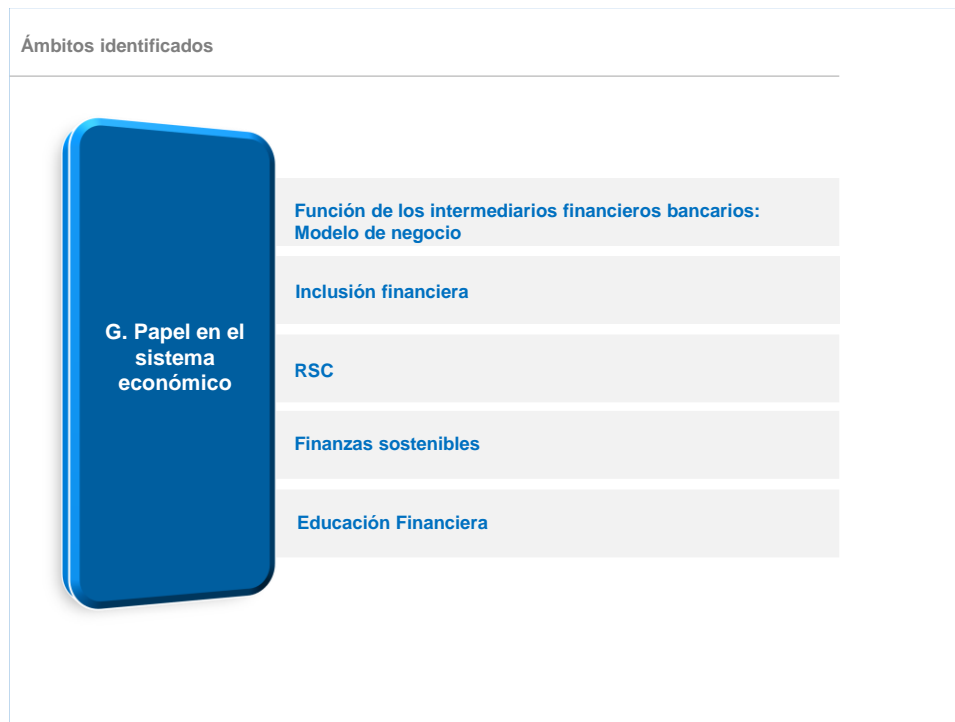 Ámbitos identificados
G. Papel en el
sistema
económico
Función de los intermediarios financieros bancarios:
Modelo de negocio
Inclusión financiera
RSC
Finanzas sostenibles
Educación Financiera